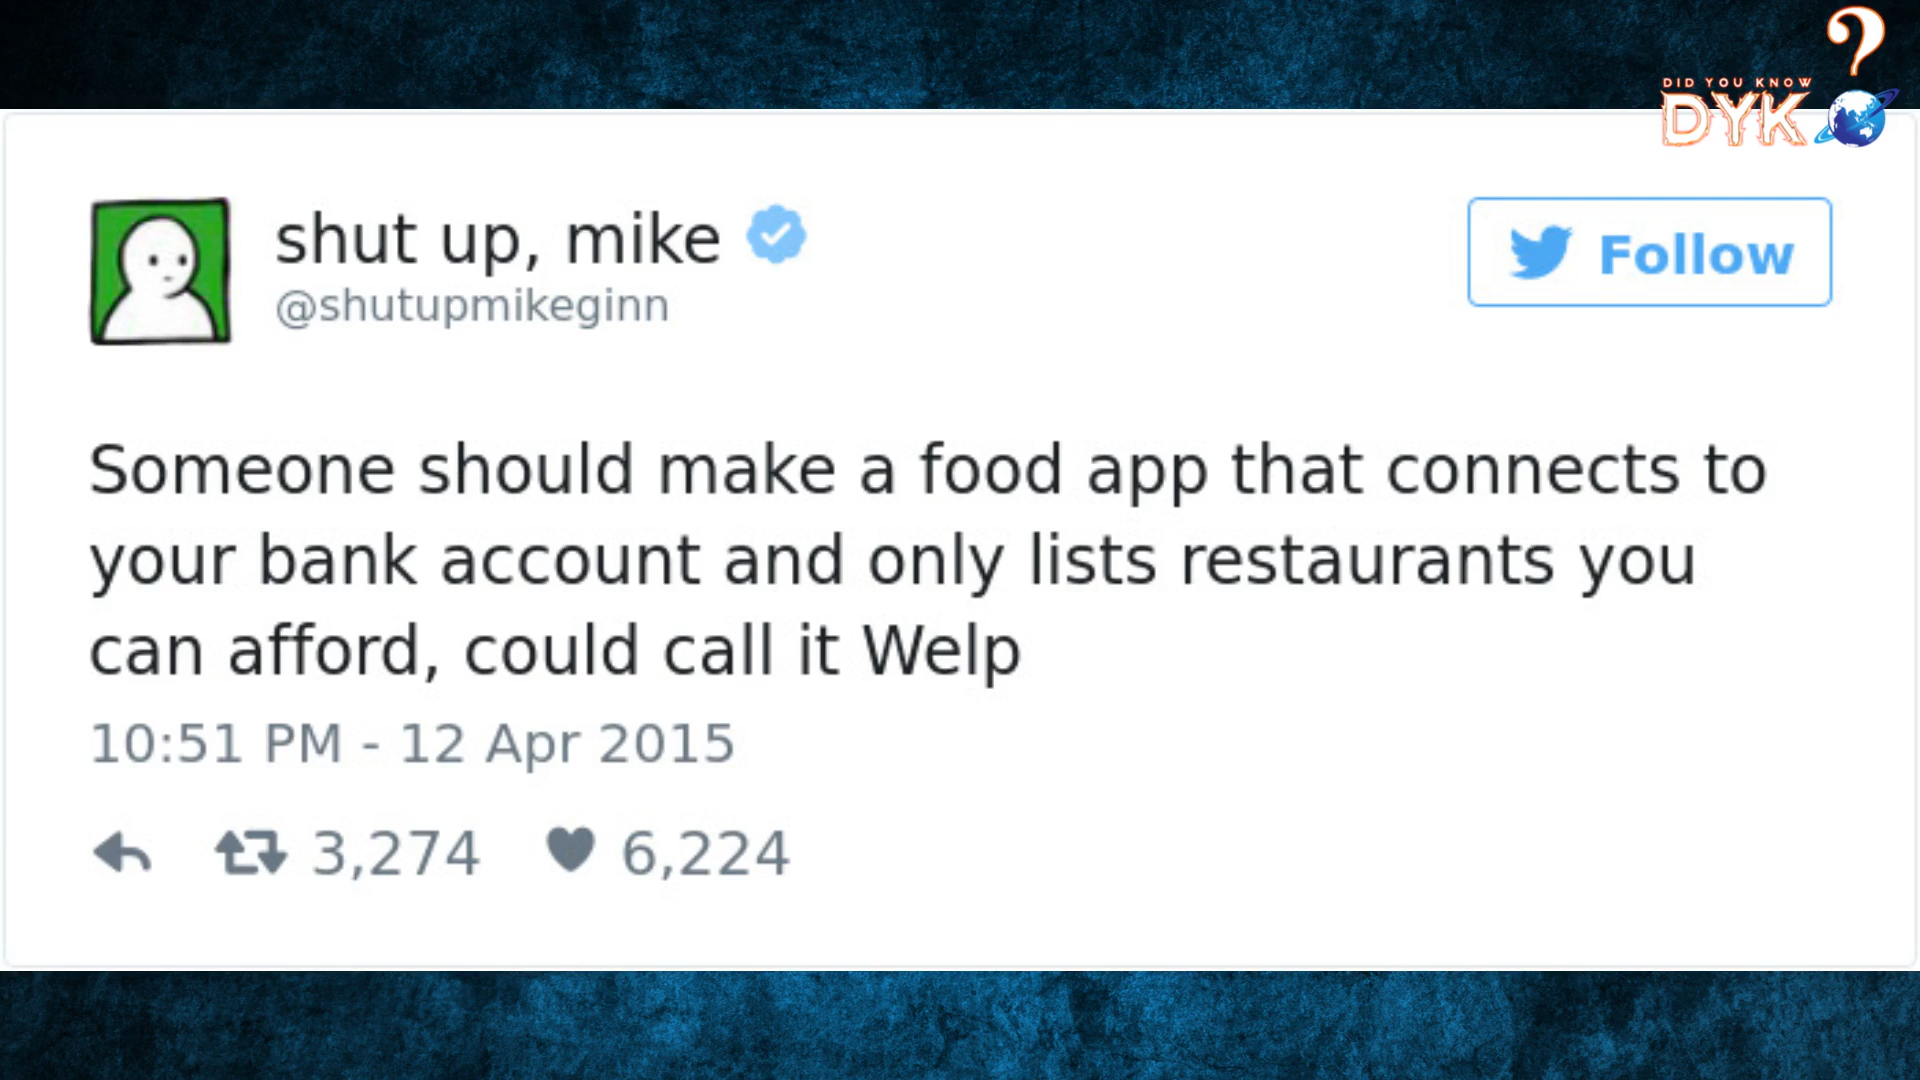 ?
DID YOU KNOW
DYK
shut up, mike
@shutupmikeginn
Follow
Someone should make a food app that connects to
your bank account and only lists restaurants you
can afford, could call it Welp
10:51 PM - 12 Apr 2015
3,274 6,224